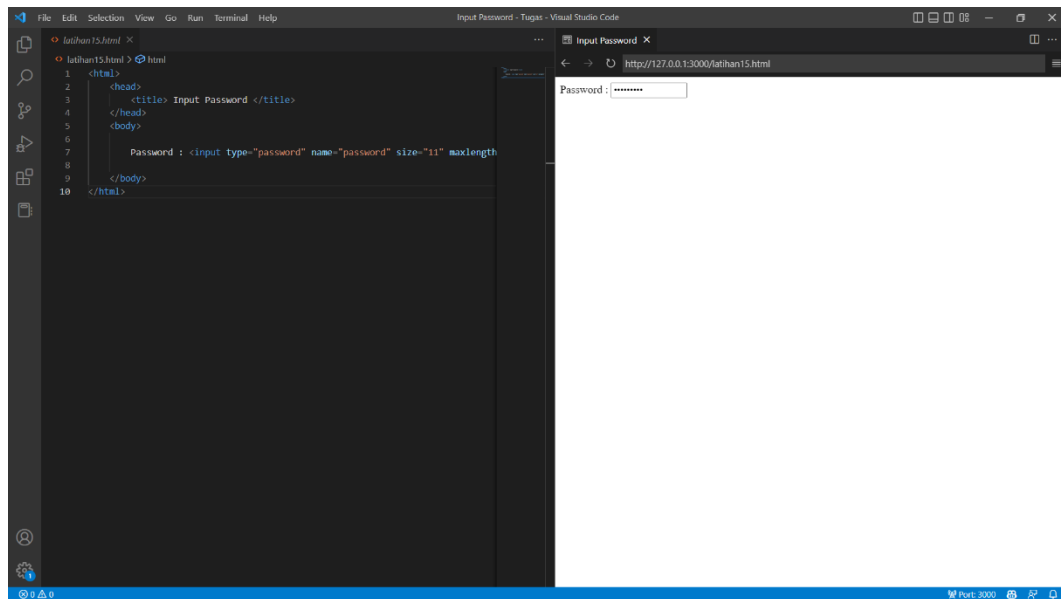 File Edit Selection View Go Run Terminal Help
Input Password - Tugas - Visual Studio Code
latihan15.html
latihan15.html > html
1 <html>
2 <head>
3 <title> Input Password </title>
4 </head>
5 <body>
6
7 Password : <input type="password" name="password" size="11" maxlength
8
9 </body>
10 </html>
Input Password
http://127.0.0.1:3000/latihan15.html
Password : •••••••••
1
0 0
Port: 3000